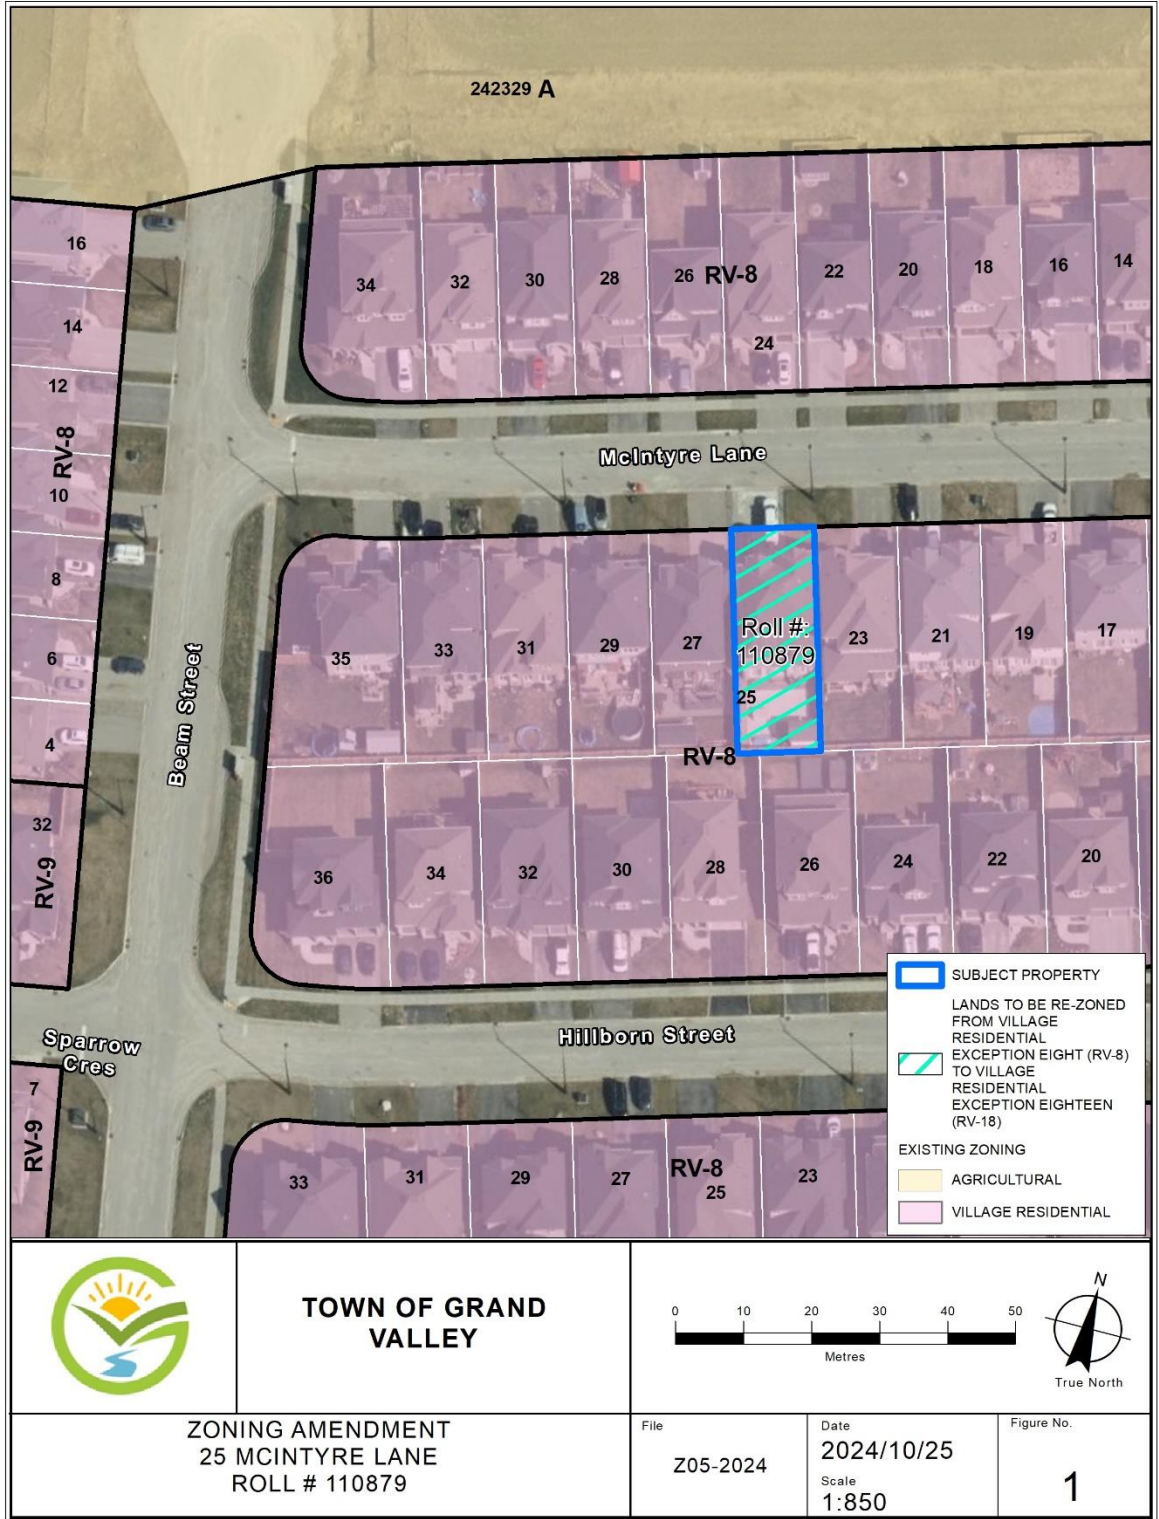 242329 A
16
14
12
RV-8
10
8
6
4
32
RV-9
7
RV-9
34
32
30
28
26
RV-8
24
22
20
18
16
14
McIntyre Lane
Beam Street
35
33
31
29
27
Roll #:
110879
25
23
21
19
17
RV-8
36
34
32
30
28
26
24
22
20
Hillborn Street
Sparrow
Cres
33
31
29
27
RV-8
25
23
SUBJECT PROPERTY
LANDS TO BE RE-ZONED
FROM VILLAGE
RESIDENTIAL
EXCEPTION EIGHT (RV-8)
TO VILLAGE
RESIDENTIAL
EXCEPTION EIGHTEEN
(RV-18)
EXISTING ZONING
AGRICULTURAL
VILLAGE RESIDENTIAL
TOWN OF GRAND
VALLEY
0 10 20 30 40 50
Metres
N
True North
ZONING AMENDMENT
25 MCINTYRE LANE
ROLL # 110879
File
Z05-2024
Date
2024/10/25
Scale
1:850
Figure No.
1